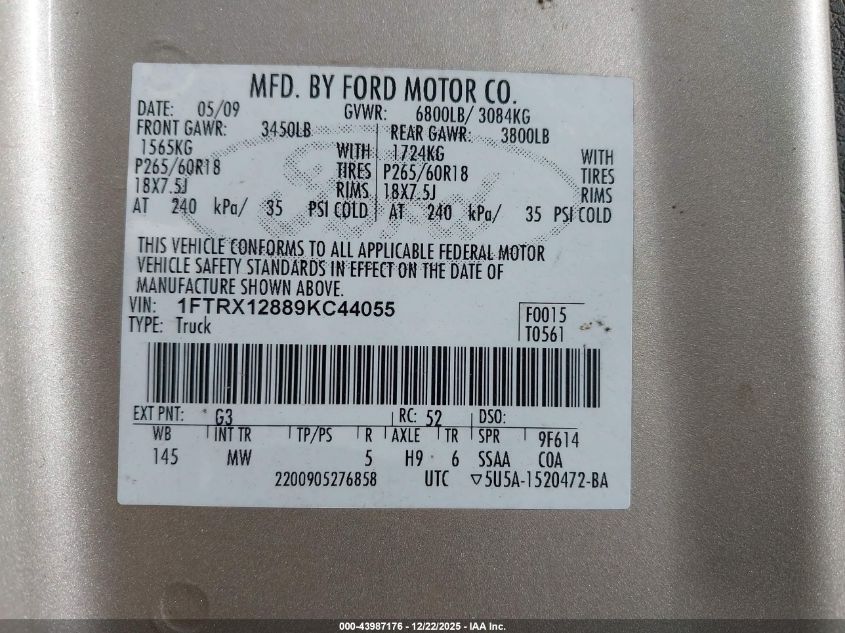 MFD. BY FORD MOTOR CO.
DATE: 05/09 GVWR: 6800LB/ 3084KG
FRONT GAWR: 3450LB REAR GAWR: 3800LB
1565KG WITH 1724KG WITH
P265/60R18 TIRES P265/60R18 TIRES
18X7.5J RIMS 18X7.5J RIMS
AT 240 kPa/ 35 PSI COLD AT 240 kPa/ 35 PSI COLD
THIS VEHICLE CONFORMS TO ALL APPLICABLE FEDERAL MOTOR
VEHICLE SAFETY STANDARDS IN EFFECT ON THE DATE OF
MANUFACTURE SHOWN ABOVE.
VIN: 1FTRX12889KC44055
TYPE: Truck
F0015
T0561
EXT PNT: G3 RC: 52 DSO:
WB INT TR TP/PS R AXLE TR SPR 9F614
145 MW 5 H9 6 SSAA COA
2200905276858 UTC ▽5U5A-1520472-BA
000-43987176 - 12/22/2025 - IAA Inc.